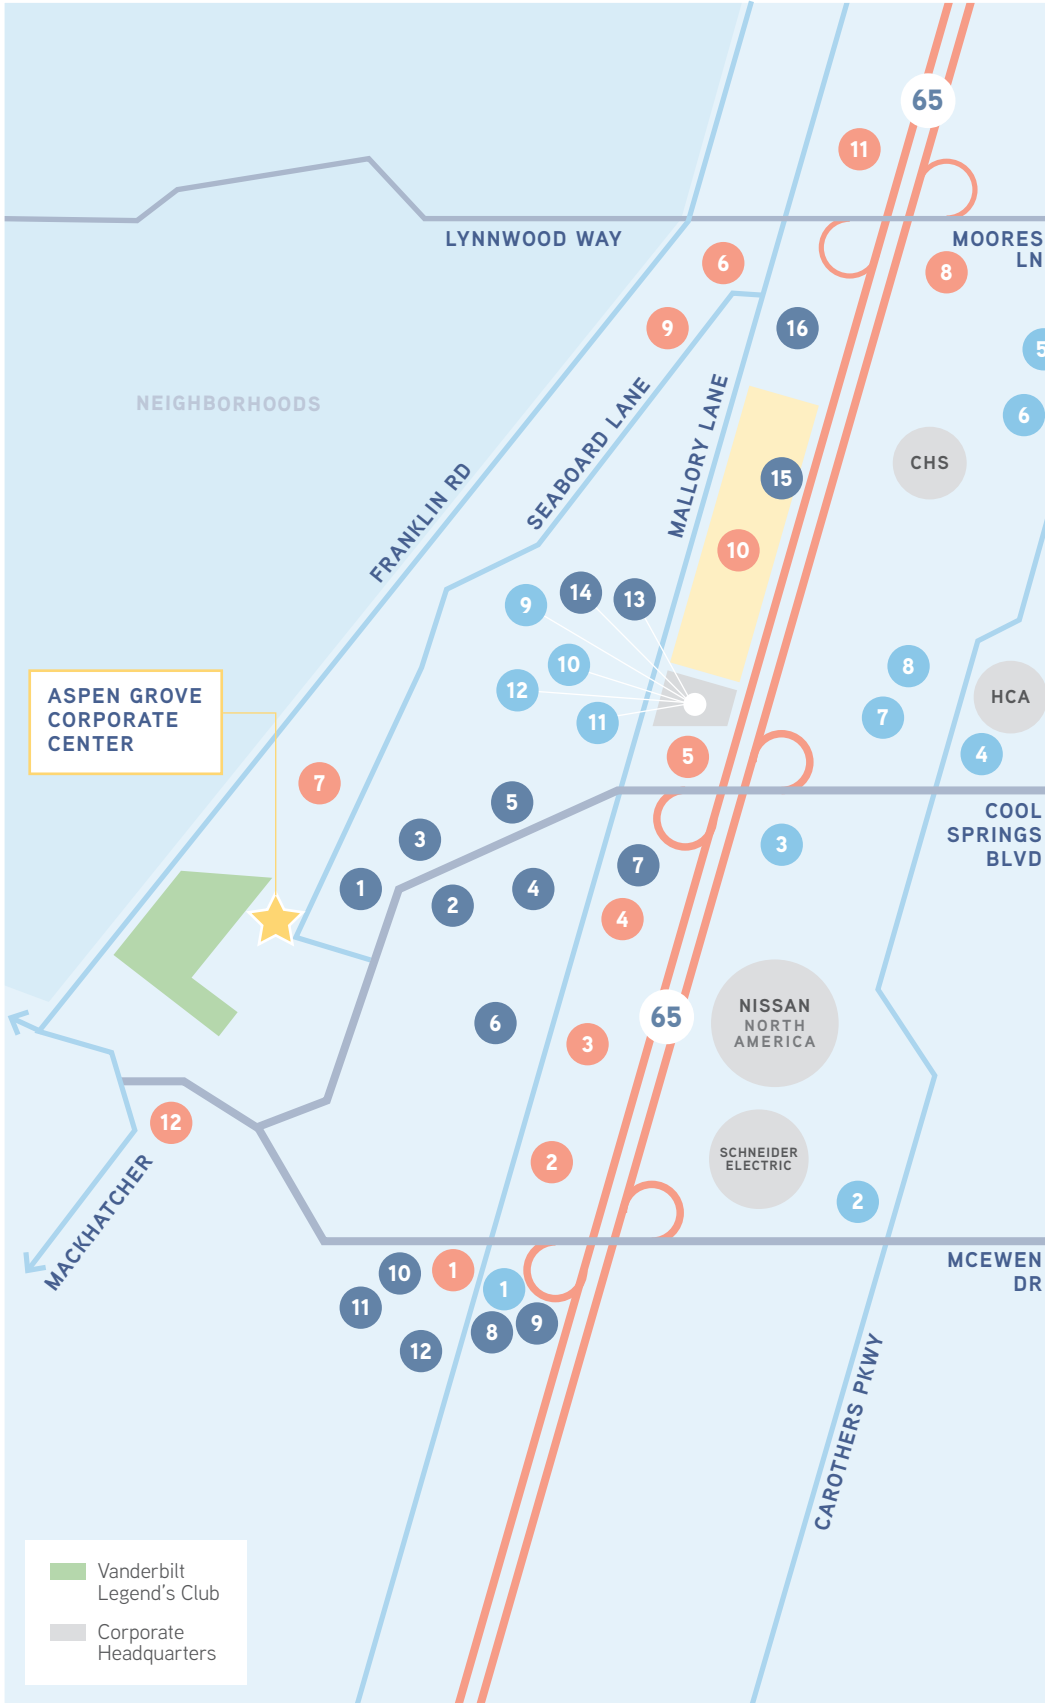 65
11
LYNNWOOD WAY
MOORES
LN
6
8
9
16
5
6
NEIGHBORHOODS
SEABOARD LANE
MALLORY LANE
FRANKLIN RD
CHS
15
10
14
13
9
10
12
11
8
7
HCA
4
ASPEN GROVE
CORPORATE
CENTER
5
7
5
3
COOL
SPRINGS
BLVD
3
7
1
2
4
4
65
NISSAN
NORTH
AMERICA
6
3
12
2
SCHNEIDER
ELECTRIC
2
MACKHATCHER
MCEWEN
DR
10
1
1
11
8
9
12
CAROTHERS PKWY
Vanderbilt
Legend's Club
Corporate
Headquarters